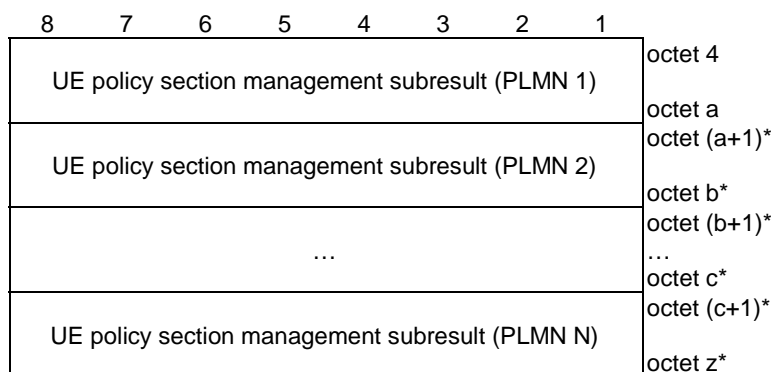 8 7 6 5 4 3 2 1
octet 4
UE policy section management subresult (PLMN 1)
octet a
octet (a+1)*
UE policy section management subresult (PLMN 2)
octet b*
octet (b+1)*
… …
octet c*
octet (c+1)*
UE policy section management subresult (PLMN N)
octet z*